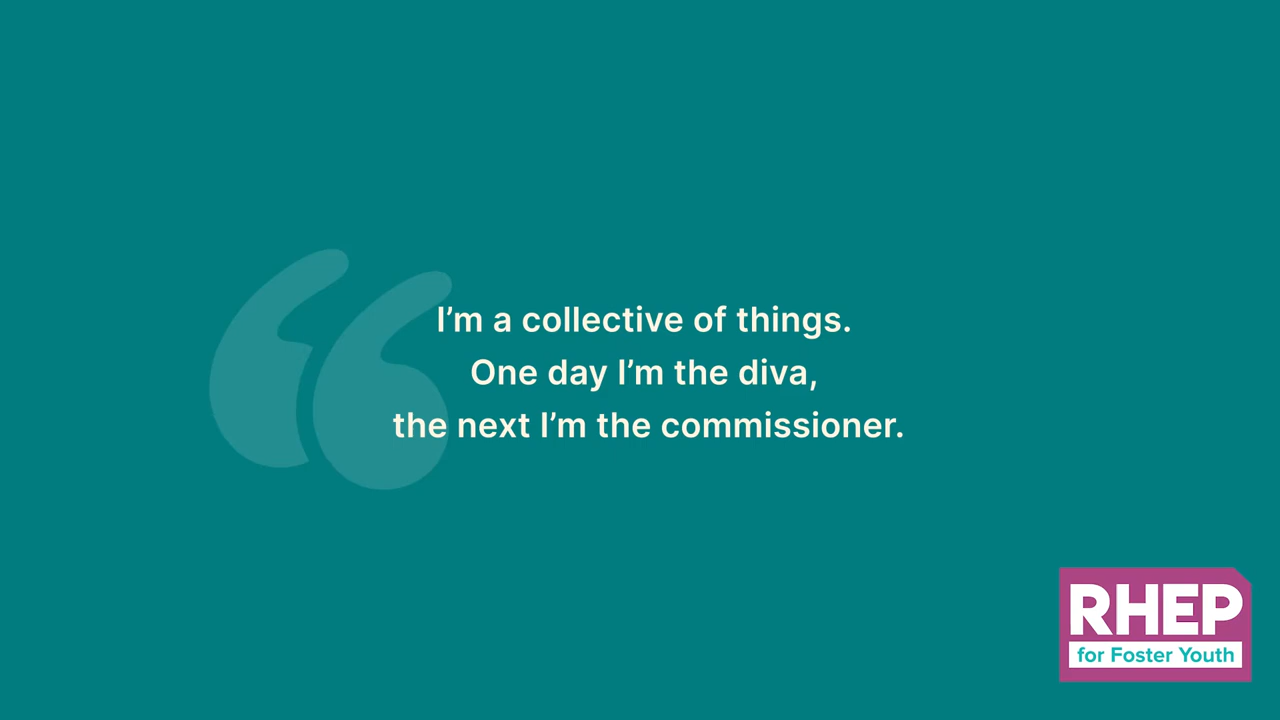 I’m a collective of things.
One day I’m the diva,
the next I’m the commissioner.
RHEP
for Foster Youth